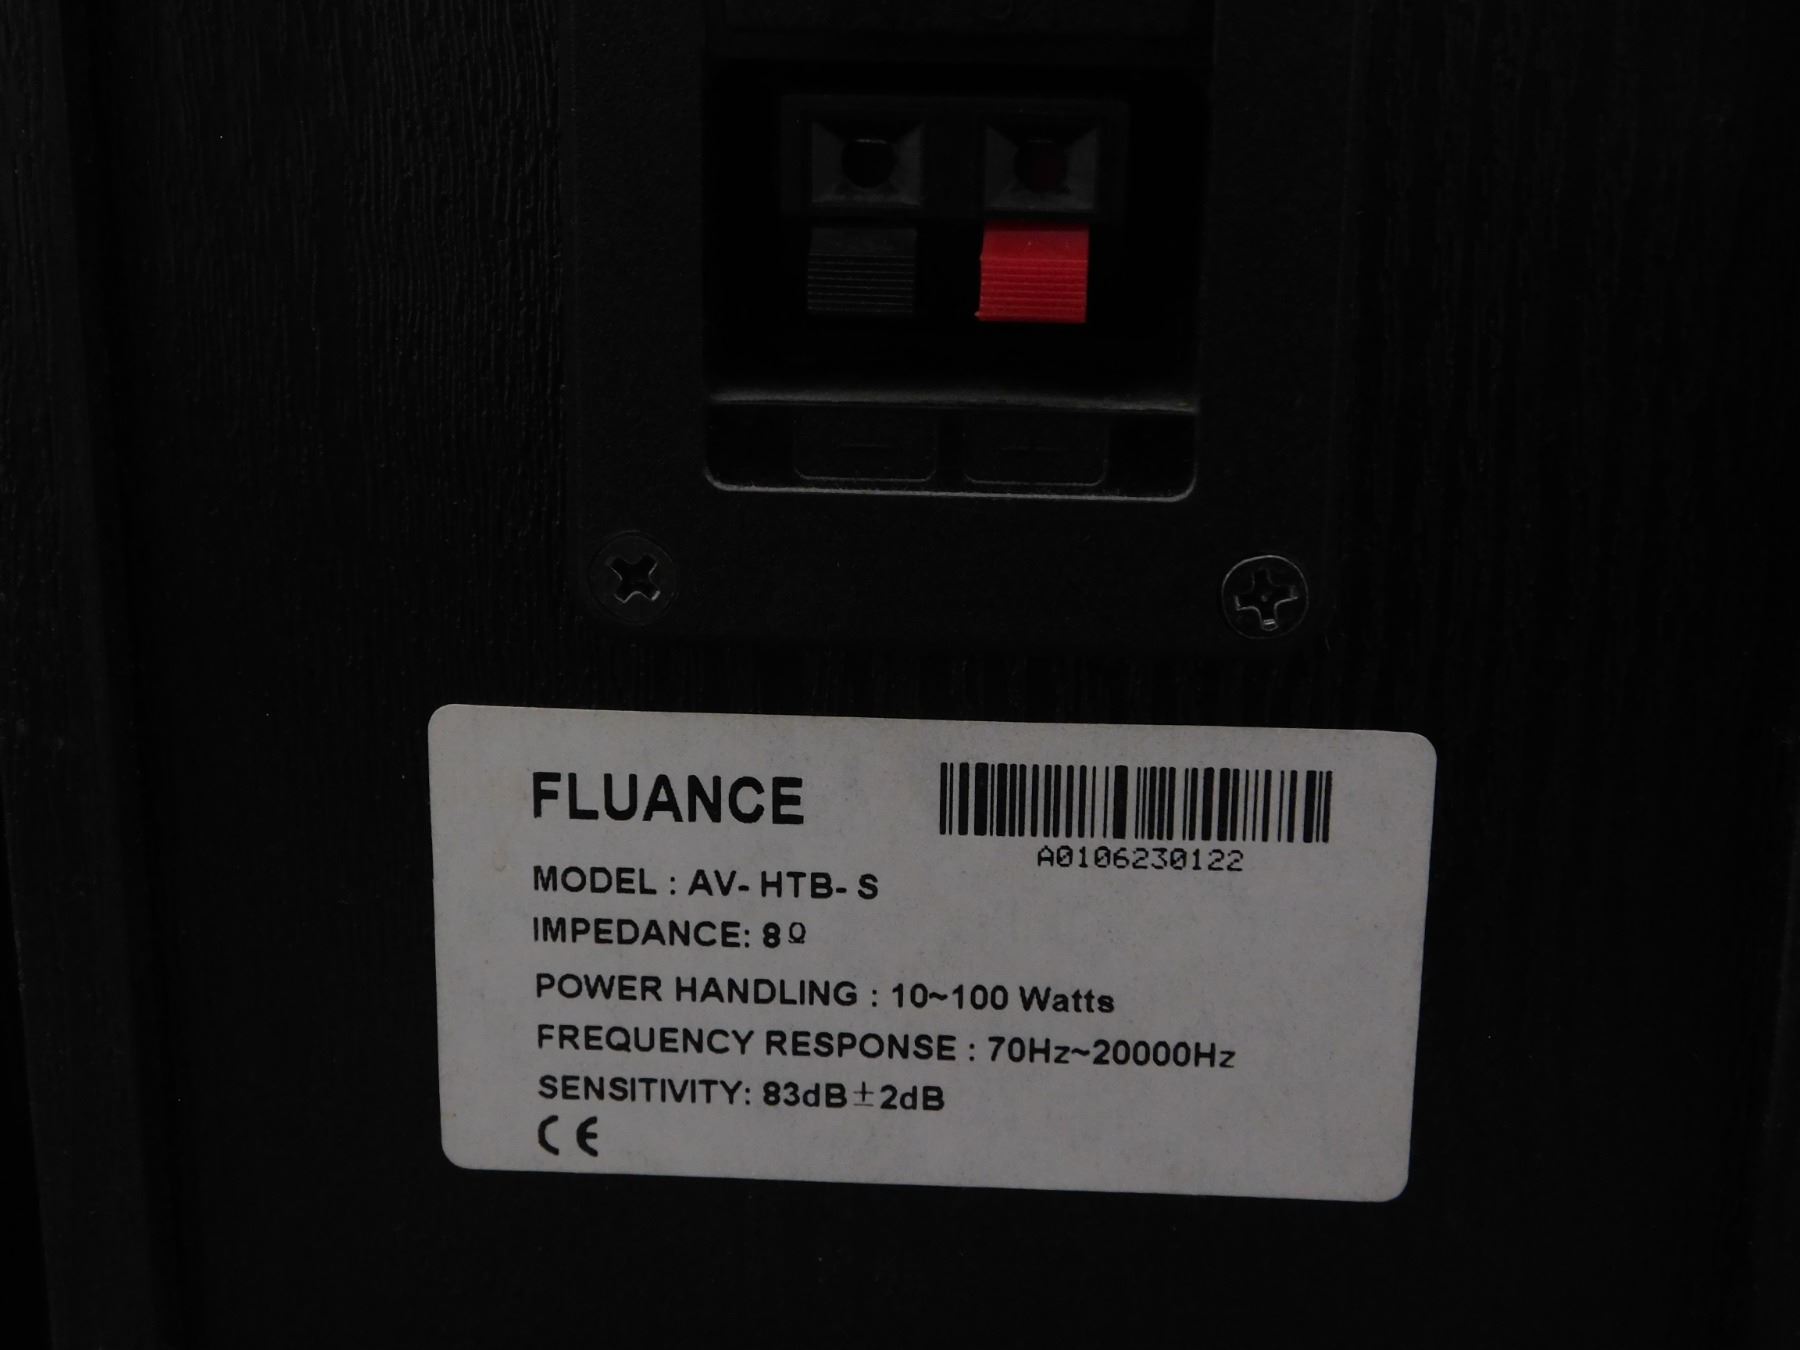 − +
FLUANCE
A0106230122
MODEL : AV- HTB- S
IMPEDANCE: 8Ω
POWER HANDLING : 10~100 Watts
FREQUENCY RESPONSE : 70Hz~20000Hz
SENSITIVITY: 83dB±2dB
CE